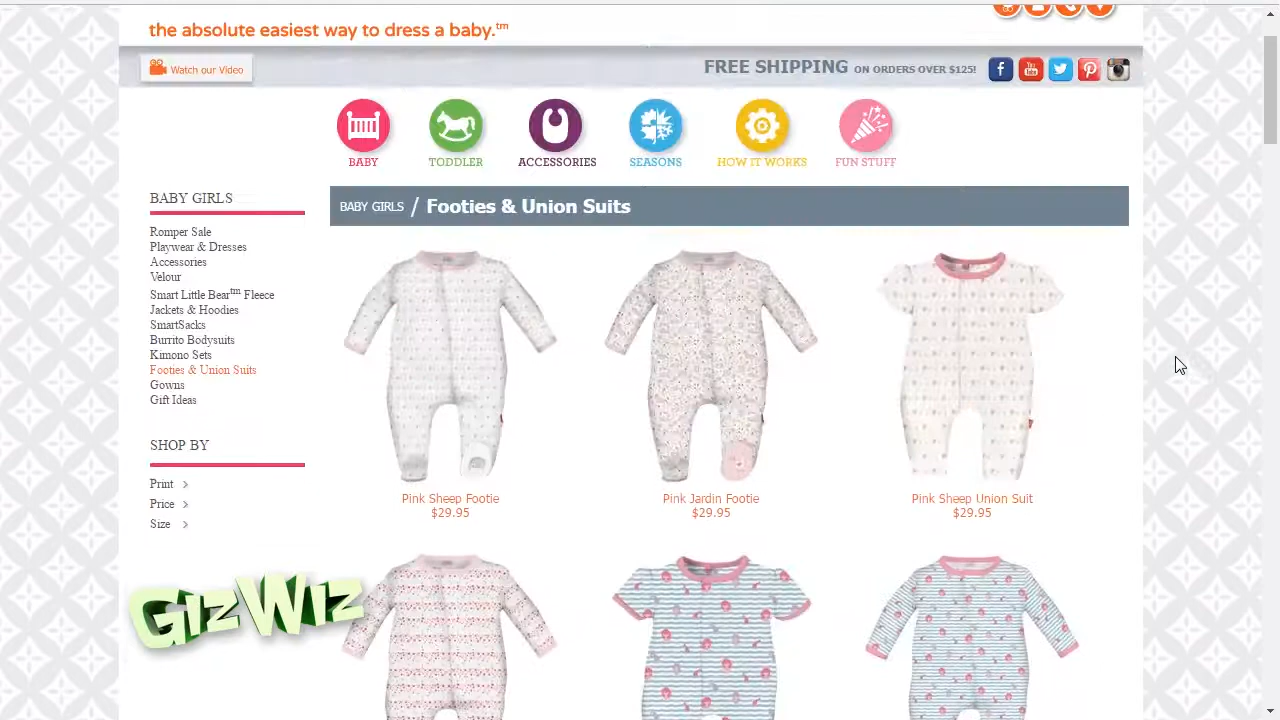 the absolute easiest way to dress a baby.™
Watch our Video
FREE SHIPPING ON ORDERS OVER $125!
BABY
TODDLER
ACCESSORIES
SEASONS
HOW IT WORKS
FUN STUFF
BABY GIRLS
Romper Sale
Playwear & Dresses
Accessories
Velour
Smart Little Bear™ Fleece
Jackets & Hoodies
SmartSacks
Burrito Bodysuits
Kimono Sets
Footies & Union Suits
Gowns
Gift Ideas
SHOP BY
Print >
Price >
Size >
BABY GIRLS / Footies & Union Suits
Pink Sheep Footie
$29.95
Pink Jardin Footie
$29.95
Pink Sheep Union Suit
$29.95
GIZWIZ